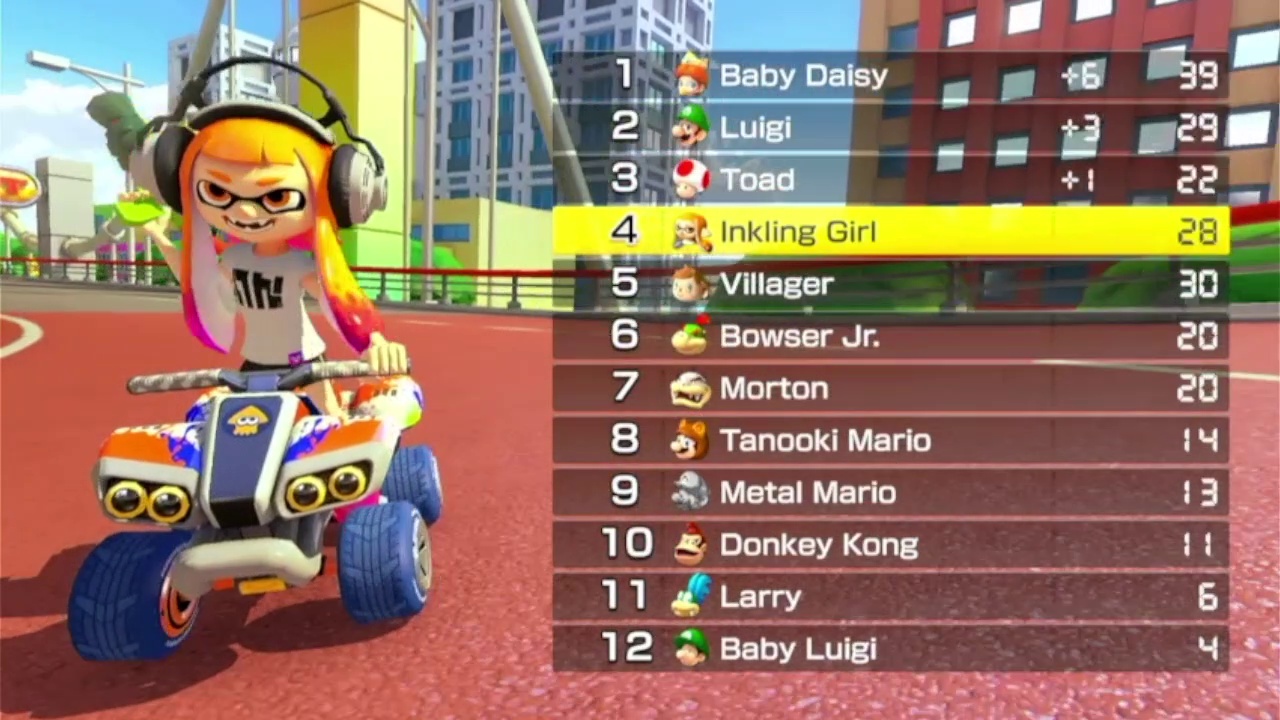 1 Baby Daisy +6 39
2 Luigi +3 29
3 Toad +1 22
4 Inkling Girl 28
5 Villager 30
6 Bowser Jr. 20
7 Morton 20
8 Tanooki Mario 14
9 Metal Mario 13
10 Donkey Kong 11
11 Larry 6
12 Baby Luigi 4